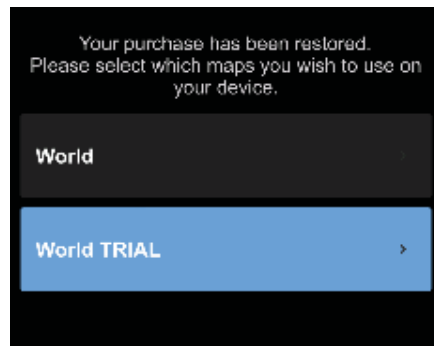 Your purchase has been restored.
Please select which maps you wish to use on
your device.
World
World TRIAL